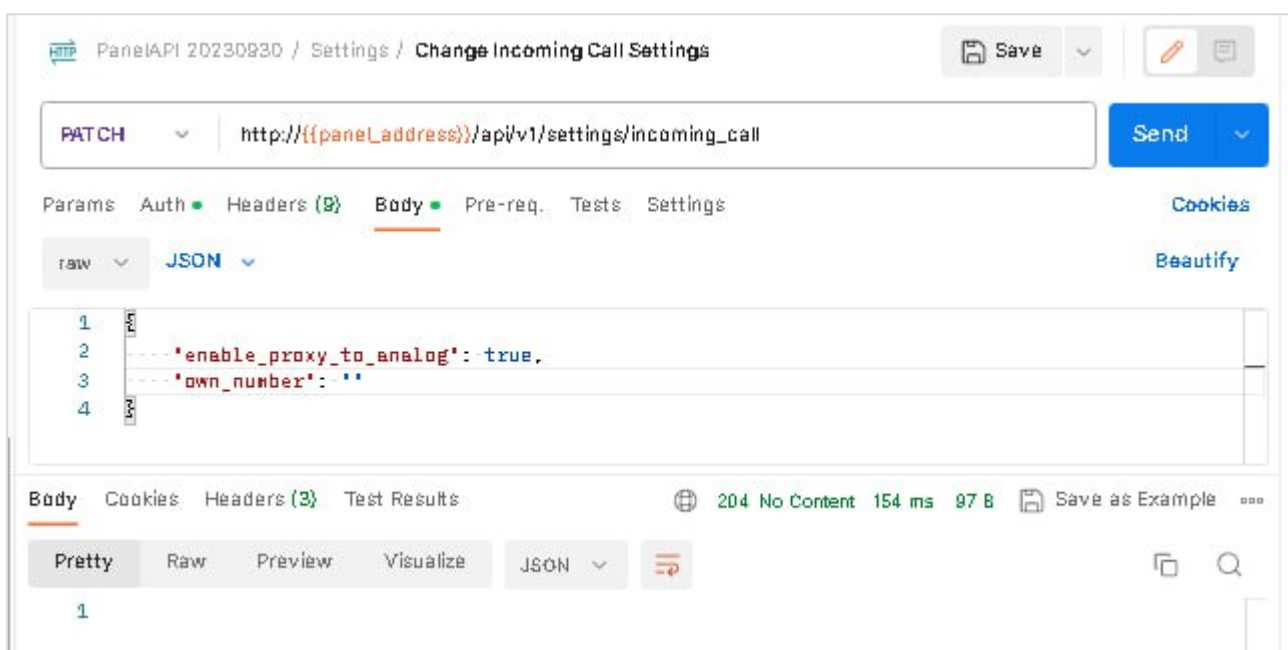 HTTP PanelAPI 20230930 / Settings / Change Incoming Call Settings Save
PATCH http://{{panel_address}}/api/v1/settings/incoming_call Send
Params Auth Headers (9) Body Pre-req. Tests Settings Cookies
raw JSON Beautify
1 {
2 "enable_proxy_to_analog": true,
3 "own_number": ""
4 }
Body Cookies Headers (3) Test Results 204 No Content 154 ms 97 B Save as Example
Pretty Raw Preview Visualize JSON
1